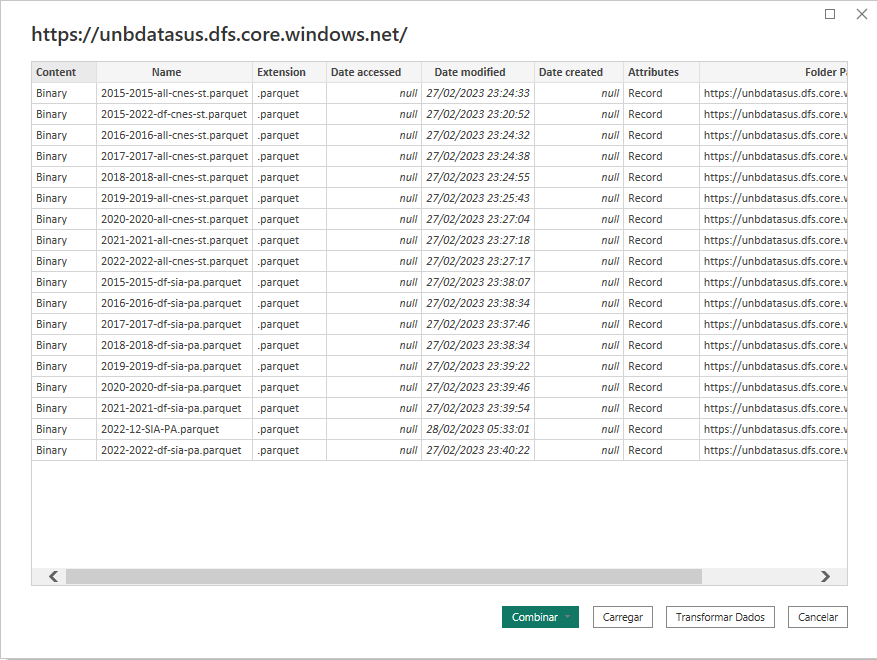 https://unbdatasus.dfs.core.windows.net/
Content Name Extension Date accessed Date modified Date created Attributes Folder Pa
Binary 2015-2015-all-cnes-st.parquet .parquet null 27/02/2023 23:24:33 null Record https://unbdatasus.dfs.core.w
Binary 2015-2022-df-cnes-st.parquet .parquet null 27/02/2023 23:20:52 null Record https://unbdatasus.dfs.core.w
Binary 2016-2016-all-cnes-st.parquet .parquet null 27/02/2023 23:24:32 null Record https://unbdatasus.dfs.core.w
Binary 2017-2017-all-cnes-st.parquet .parquet null 27/02/2023 23:24:38 null Record https://unbdatasus.dfs.core.w
Binary 2018-2018-all-cnes-st.parquet .parquet null 27/02/2023 23:24:55 null Record https://unbdatasus.dfs.core.w
Binary 2019-2019-all-cnes-st.parquet .parquet null 27/02/2023 23:25:43 null Record https://unbdatasus.dfs.core.w
Binary 2020-2020-all-cnes-st.parquet .parquet null 27/02/2023 23:27:04 null Record https://unbdatasus.dfs.core.w
Binary 2021-2021-all-cnes-st.parquet .parquet null 27/02/2023 23:27:18 null Record https://unbdatasus.dfs.core.w
Binary 2022-2022-all-cnes-st.parquet .parquet null 27/02/2023 23:27:17 null Record https://unbdatasus.dfs.core.w
Binary 2015-2015-df-sia-pa.parquet .parquet null 27/02/2023 23:38:07 null Record https://unbdatasus.dfs.core.w
Binary 2016-2016-df-sia-pa.parquet .parquet null 27/02/2023 23:38:34 null Record https://unbdatasus.dfs.core.w
Binary 2017-2017-df-sia-pa.parquet .parquet null 27/02/2023 23:37:46 null Record https://unbdatasus.dfs.core.w
Binary 2018-2018-df-sia-pa.parquet .parquet null 27/02/2023 23:38:34 null Record https://unbdatasus.dfs.core.w
Binary 2019-2019-df-sia-pa.parquet .parquet null 27/02/2023 23:39:22 null Record https://unbdatasus.dfs.core.w
Binary 2020-2020-df-sia-pa.parquet .parquet null 27/02/2023 23:39:46 null Record https://unbdatasus.dfs.core.w
Binary 2021-2021-df-sia-pa.parquet .parquet null 27/02/2023 23:39:54 null Record https://unbdatasus.dfs.core.w
Binary 2022-12-SIA-PA.parquet .parquet null 28/02/2023 05:33:01 null Record https://unbdatasus.dfs.core.w
Binary 2022-2022-df-sia-pa.parquet .parquet null 27/02/2023 23:40:22 null Record https://unbdatasus.dfs.core.w
Combinar Carregar Transformar Dados Cancelar